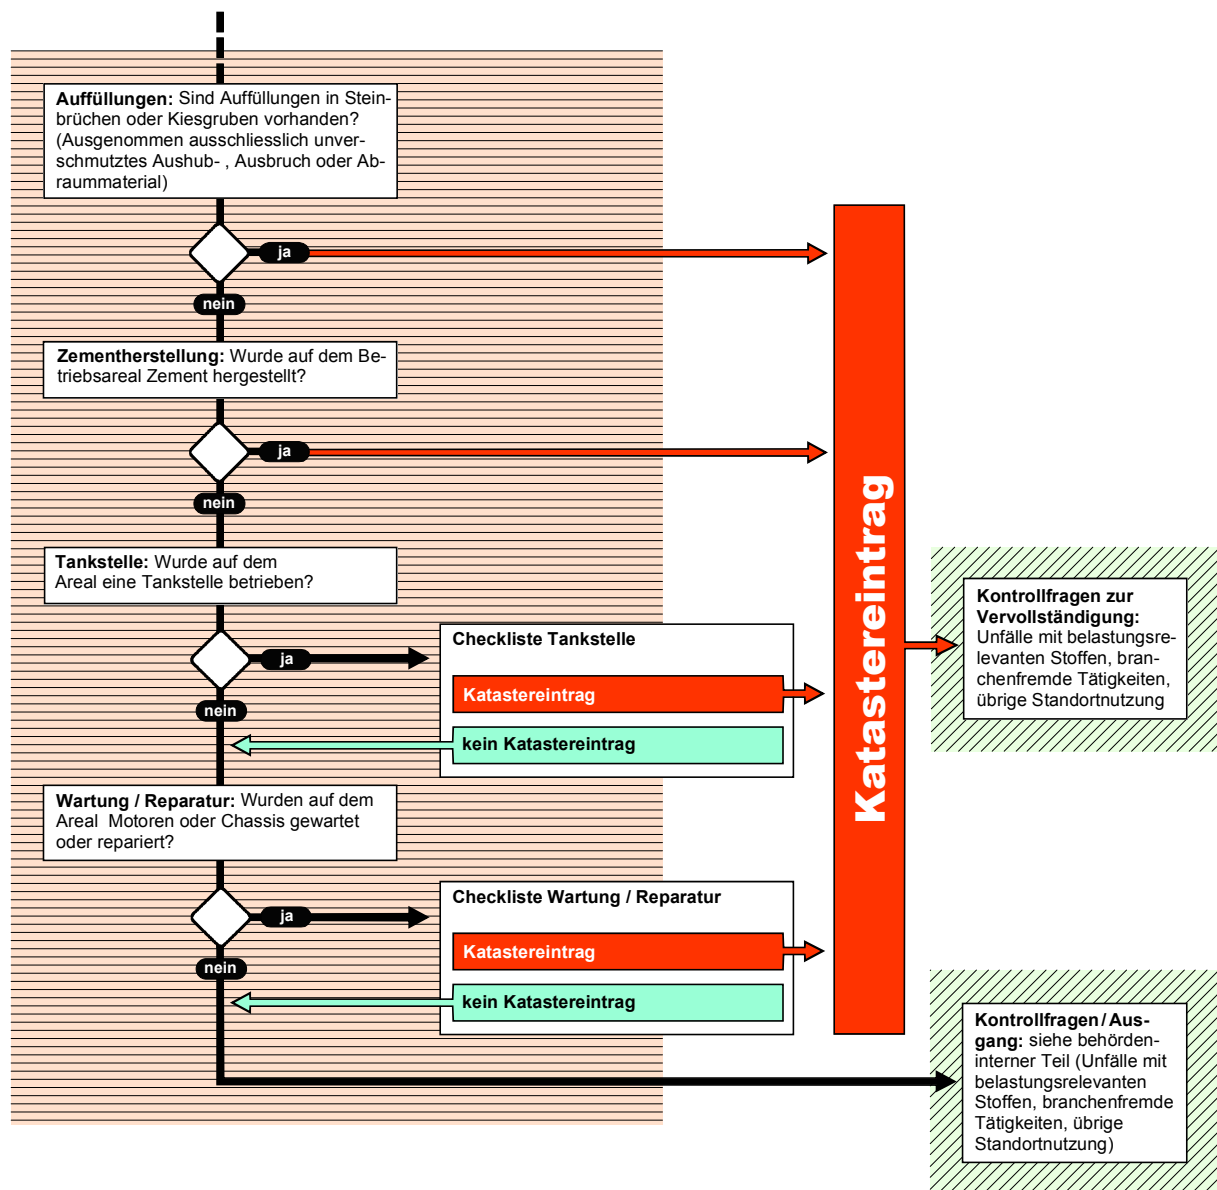 Auffüllungen: Sind Auffüllungen in Stein-
brüchen oder Kiesgruben vorhanden?
(Ausgenommen ausschliesslich unver-
schmutztes Aushub- , Ausbruch oder Ab-
raummaterial)
ja
nein
Zementherstellung: Wurde auf dem Be-
triebsareal Zement hergestellt?
ja
nein
Tankstelle: Wurde auf dem
Areal eine Tankstelle betrieben?
ja
nein
Checkliste Tankstelle
Katastereintrag
kein Katastereintrag
Wartung / Reparatur: Wurden auf dem
Areal Motoren oder Chassis gewartet
oder repariert?
ja
nein
Checkliste Wartung / Reparatur
Katastereintrag
kein Katastereintrag
Katastereintrag
Kontrollfragen zur
Vervollständigung:
Unfälle mit belastungsre-
levanten Stoffen, bran-
chenfremde Tätigkeiten,
übrige Standortnutzung
Kontrollfragen/Aus-
gang: siehe behörden-
interner Teil (Unfälle mit
belastungsrelevanten
Stoffen, branchenfremde
Tätigkeiten, übrige
Standortnutzung)